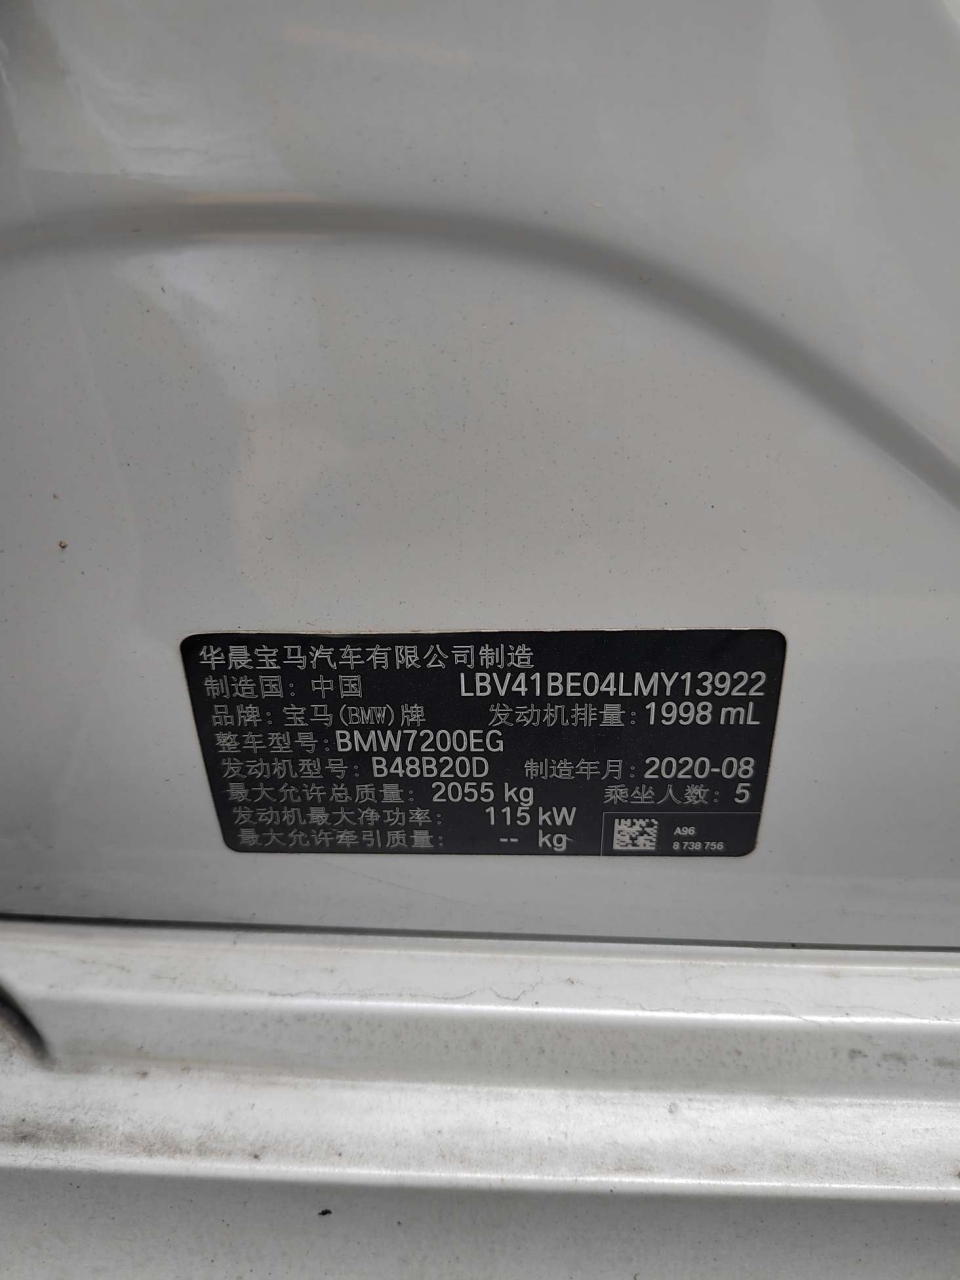 华晨宝马汽车有限公司制造
制造国：中国 LBV41BE04LMY13922
品牌：宝马(BMW)牌 发动机排量：1998 mL
整车型号：BMW7200EG
发动机型号：B48B20D 制造年月：2020-08
最大允许总质量：2055 kg 乘坐人数：5
发动机最大净功率：115 kW
最大允许牵引质量：-- kg
A96
8 738 756